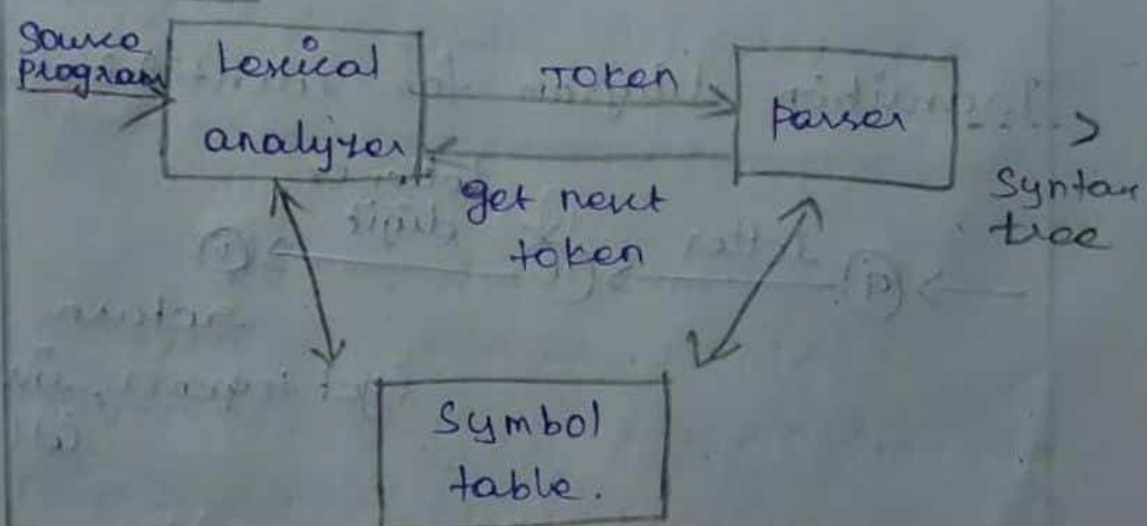 Source
program
Lexical
analyzer
Token
get next
token
parser
Syntax
tree
Symbol
table.